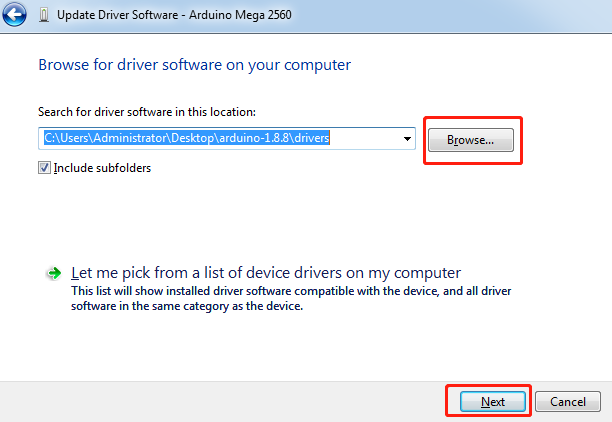 Update Driver Software - Arduino Mega 2560
Browse for driver software on your computer
Search for driver software in this location:
C:\Users\Administrator\Desktop\arduino-1.8.8\drivers
Browse...
Include subfolders
Let me pick from a list of device drivers on my computer
This list will show installed driver software compatible with the device, and all driver
software in the same category as the device.
Next
Cancel